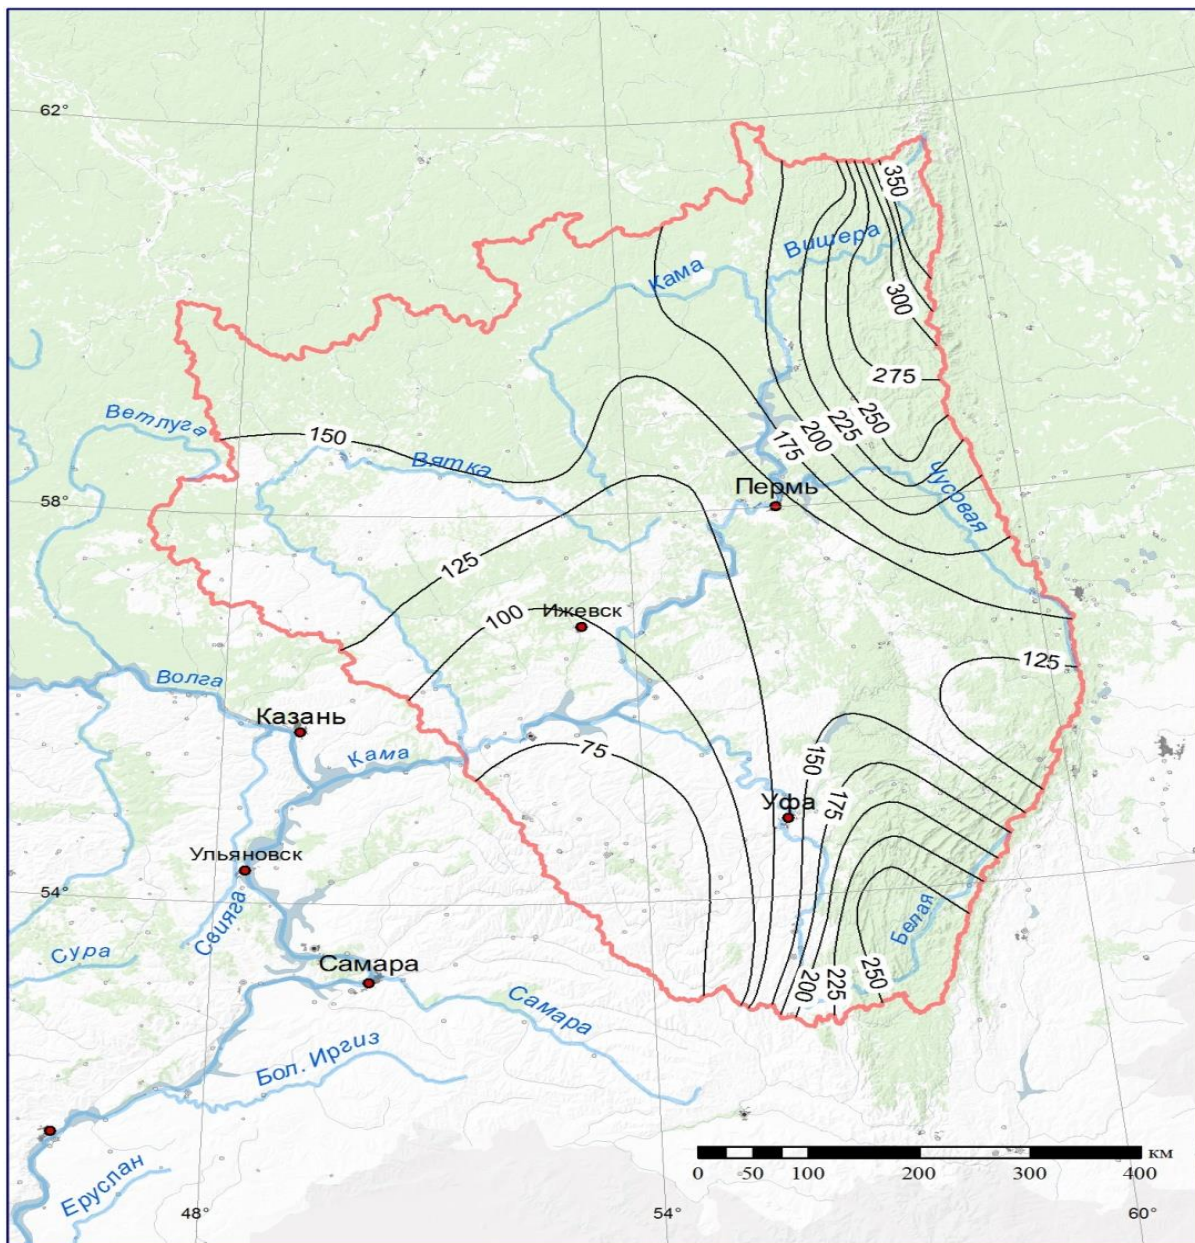 62°
350
Вишера
Кама
300
275
Ветлуга
150
250
200
225
175
Вятка
58°
Пермь
Чусовая
125
100
Ижевск
125
Волга
Казань
Кама
75
150
175
Уфа
Ульяновск
54°
Белая
Свияга
Сура
Самара
250
200
225
Самара
Бол. Иргиз
Еруслан
км
0 50 100 200 300 400
48° 54° 60°